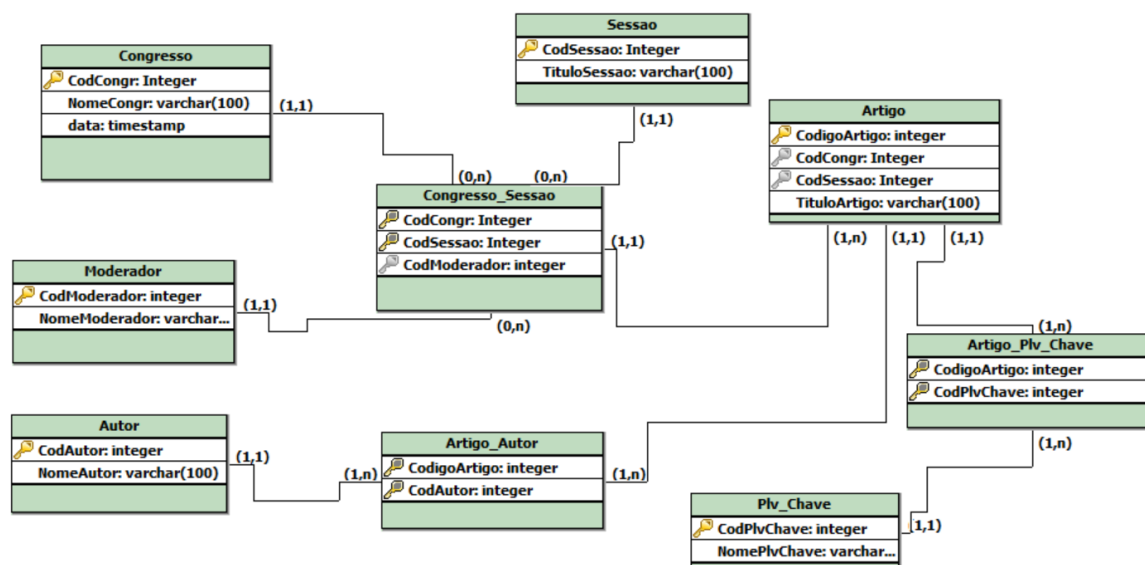 Congresso
CodCongr: Integer
NomeCongr: varchar(100)
data: timestamp
(1,1)
Sessao
CodSessao: Integer
TituloSessao: varchar(100)
(1,1)
(0,n)
(0,n)
Congresso_Sessao
CodCongr: Integer
CodSessao: Integer
CodModerador: integer
(1,1)
(0,n)
Artigo
CodigoArtigo: integer
CodCongr: Integer
CodSessao: Integer
TituloArtigo: varchar(100)
(1,n)
(1,1)
(1,1)
Moderador
CodModerador: integer
NomeModerador: varchar...
(1,1)
(1,n)
Artigo_Plv_Chave
CodigoArtigo: integer
CodPlvChave: integer
(1,n)
Autor
CodAutor: integer
NomeAutor: varchar(100)
(1,1)
(1,n)
Artigo_Autor
CodigoArtigo: integer
CodAutor: integer
(1,n)
Plv_Chave
CodPlvChave: integer
NomePlvChave: varchar...
(1,1)